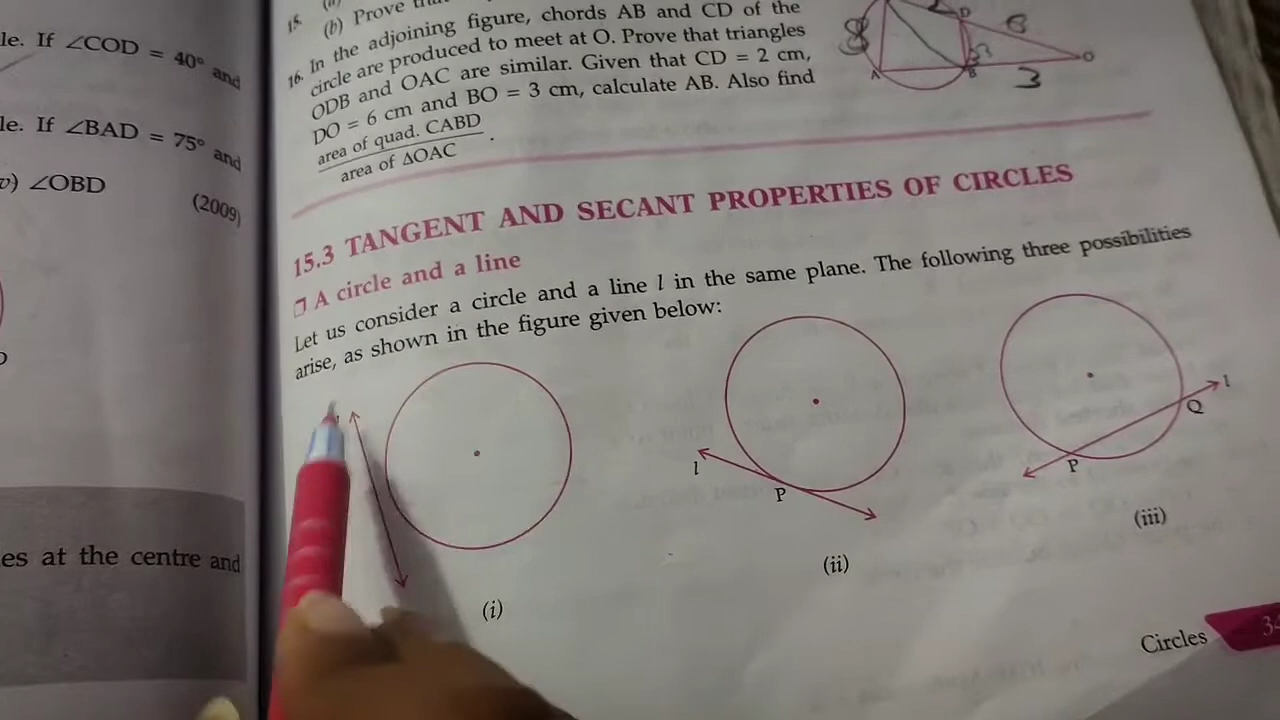 le. If ∠COD = 40° and
le. If ∠BAD = 75° and
v) ∠OBD
(2009)
es at the centre and
15.
(b) Prove
16. In the adjoining figure, chords AB and CD of the
circle are produced to meet at O. Prove that triangles
ODB and OAC are similar. Given that CD = 2 cm,
DO = 6 cm and BO = 3 cm, calculate AB. Also find
area of quad. CABD
area of ΔOAC
.
8
D
6
A
B
3
O
15.3 TANGENT AND SECANT PROPERTIES OF CIRCLES
❒ A circle and a line
Let us consider a circle and a line l in the same plane. The following three possibilities
arise, as shown in the figure given below:
l
P
P
Q
l
(i)
(ii)
(iii)
Circles